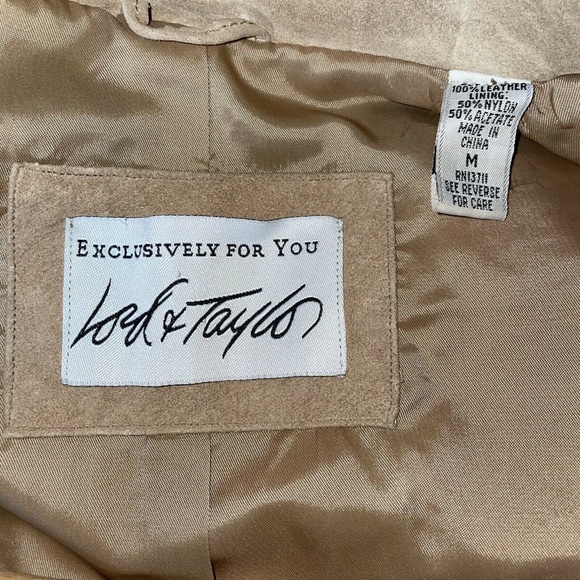 EXCLUSIVELY FOR YOU
Lord & Taylor
100% LEATHER
LINING:
50% NYLON
50% ACETATE
MADE IN
CHINA
M
RN13711
SEE REVERSE
FOR CARE